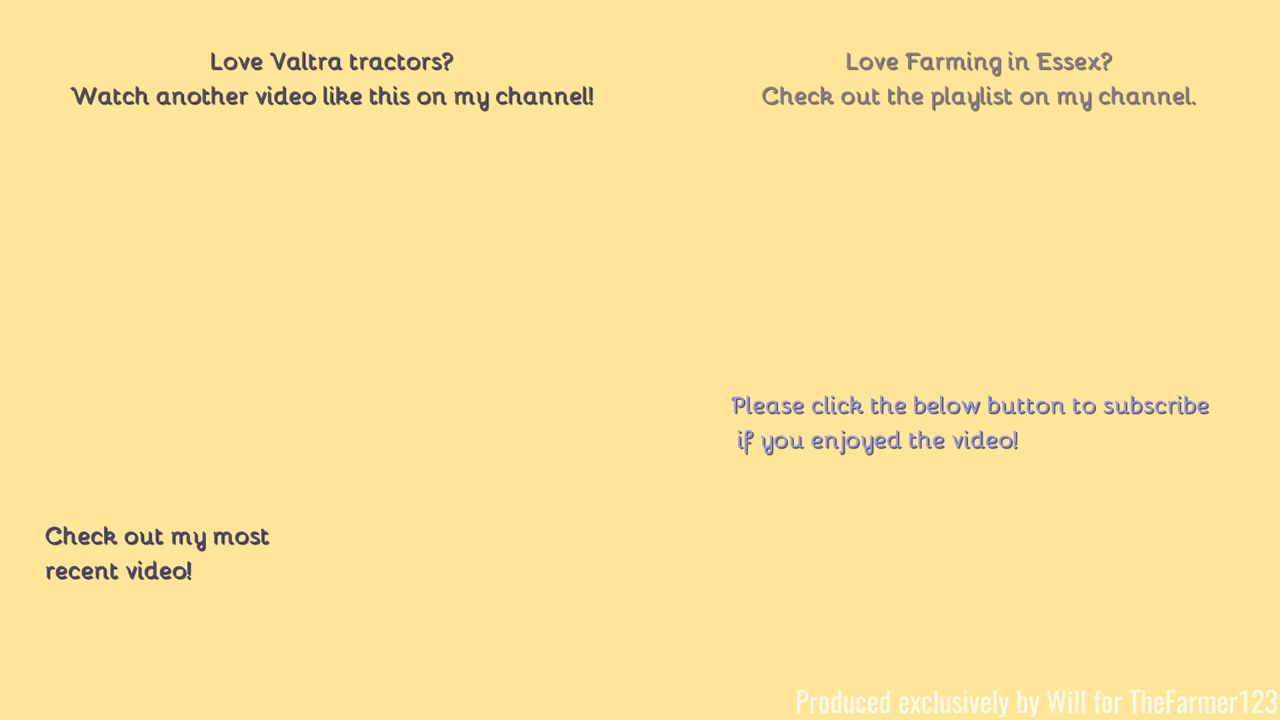 Love Valtra tractors?
Watch another video like this on my channel!
Love Farming in Essex?
Check out the playlist on my channel.
Please click the below button to subscribe
if you enjoyed the video!
Check out my most
recent video!
Produced exclusively by Will for TheFarmer123